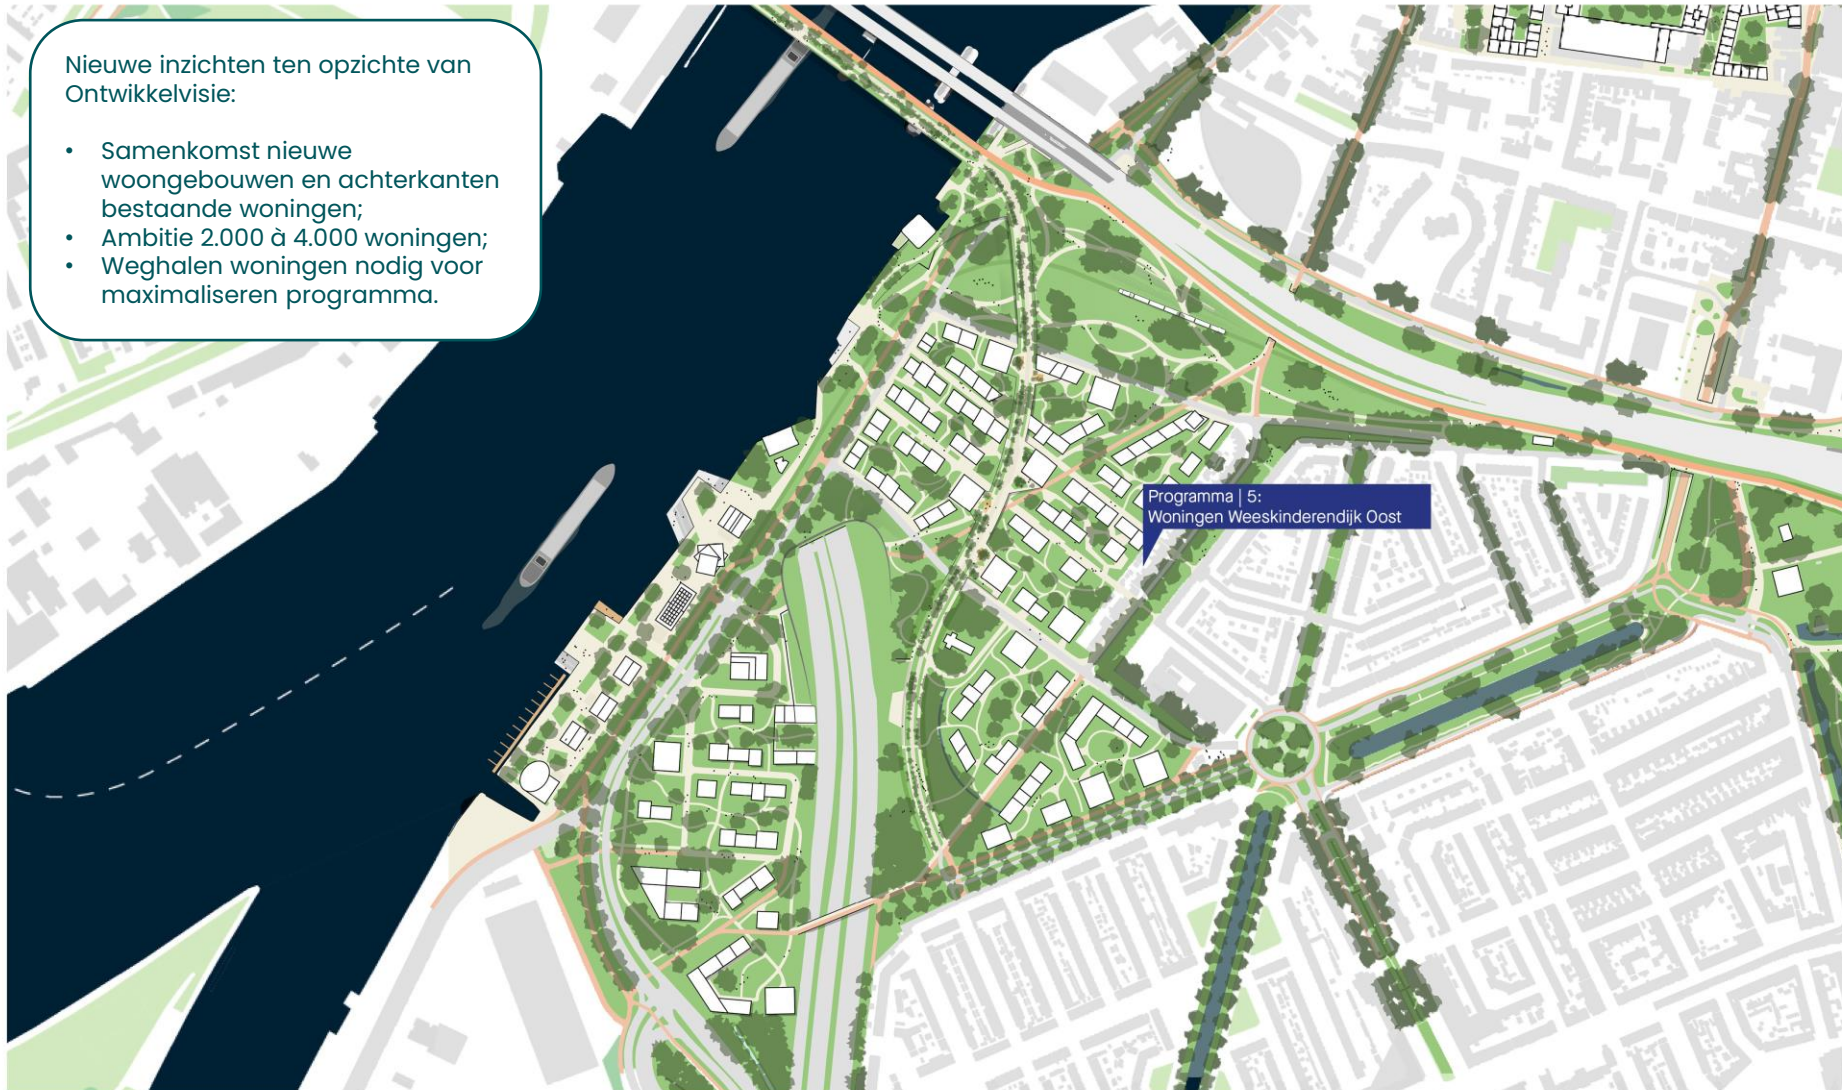 Nieuwe inzichten ten opzichte van
Ontwikkelvisie:
• Samenkomst nieuwe
woongebouwen en achterkanten
bestaande woningen;
• Ambitie 2.000 à 4.000 woningen;
• Weghalen woningen nodig voor
maximaliseren programma.
Programma | 5:
Woningen Weeskinderendijk Oost